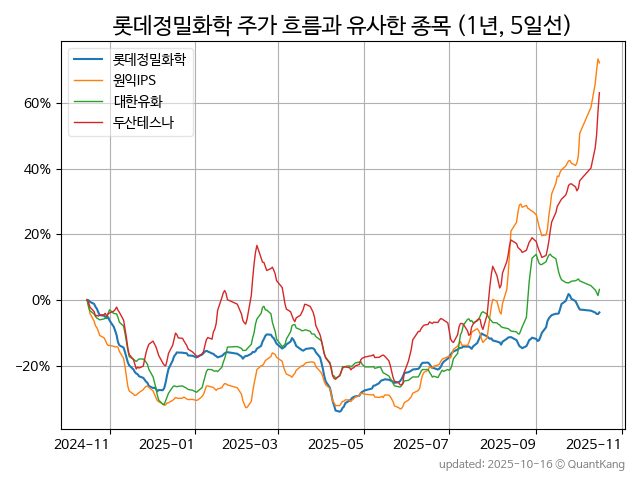 롯데정밀화학 주가 흐름과 유사한 종목 (1년, 5일선)
롯데정밀화학
원익IPS
대한유화
두산테스나
60%
40%
20%
0%
−20%
2024-11 2025-01 2025-03 2025-05 2025-07 2025-09 2025-11
updated: 2025-10-16 © QuantKang